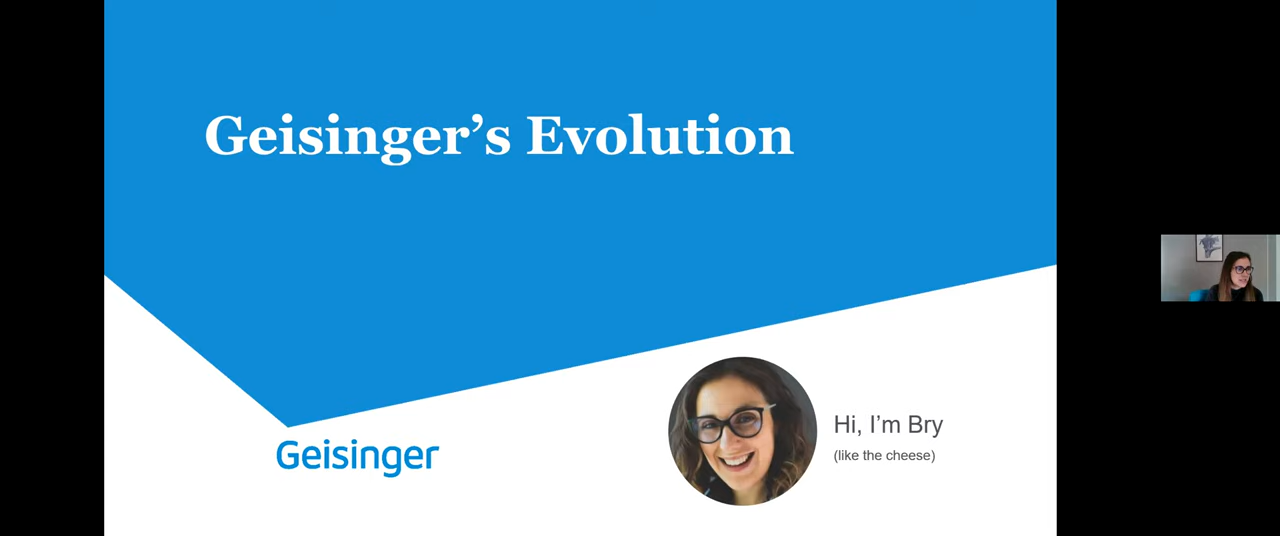 Geisinger’s Evolution
Hi, I’m Bry
(like the cheese)
Geisinger